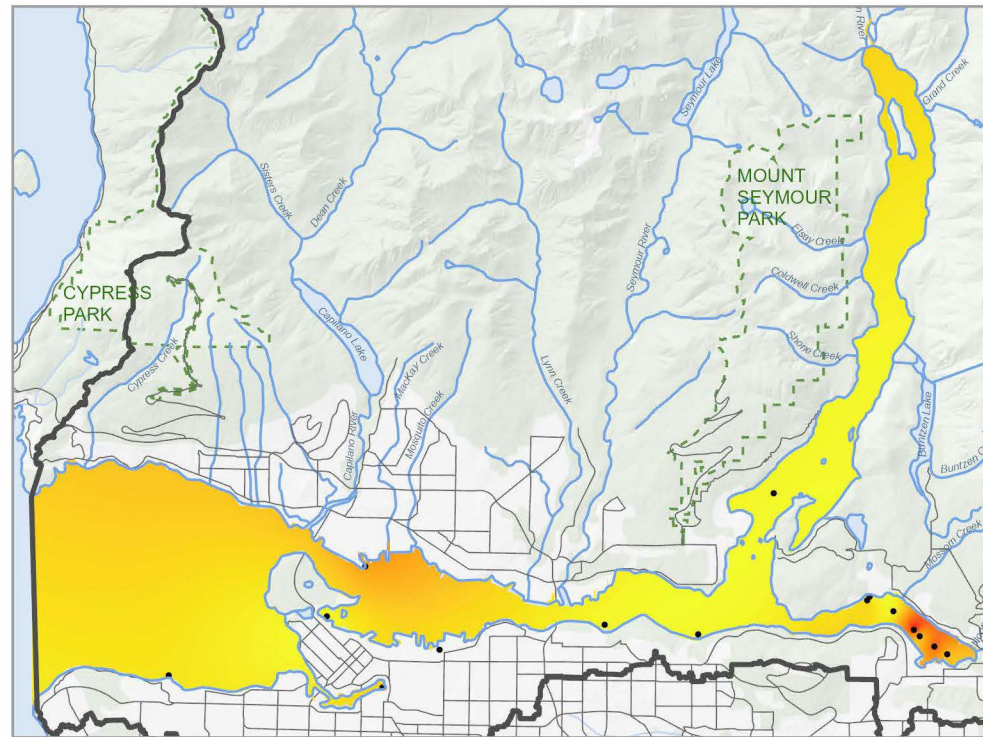 Grand Creek
Seymour Lake
Sisters Creek
Dean Creek
MOUNT
SEYMOUR
PARK
Elsay Creek
Seymour River
Coldwell Creek
CYPRESS
PARK
Capilano Lake
Shone Creek
Cypress Creek
MacKay Creek
Lynn Creek
Mosquito Creek
Buntzen Lake
Capilano River
Buntzen
Mossom Creek
River